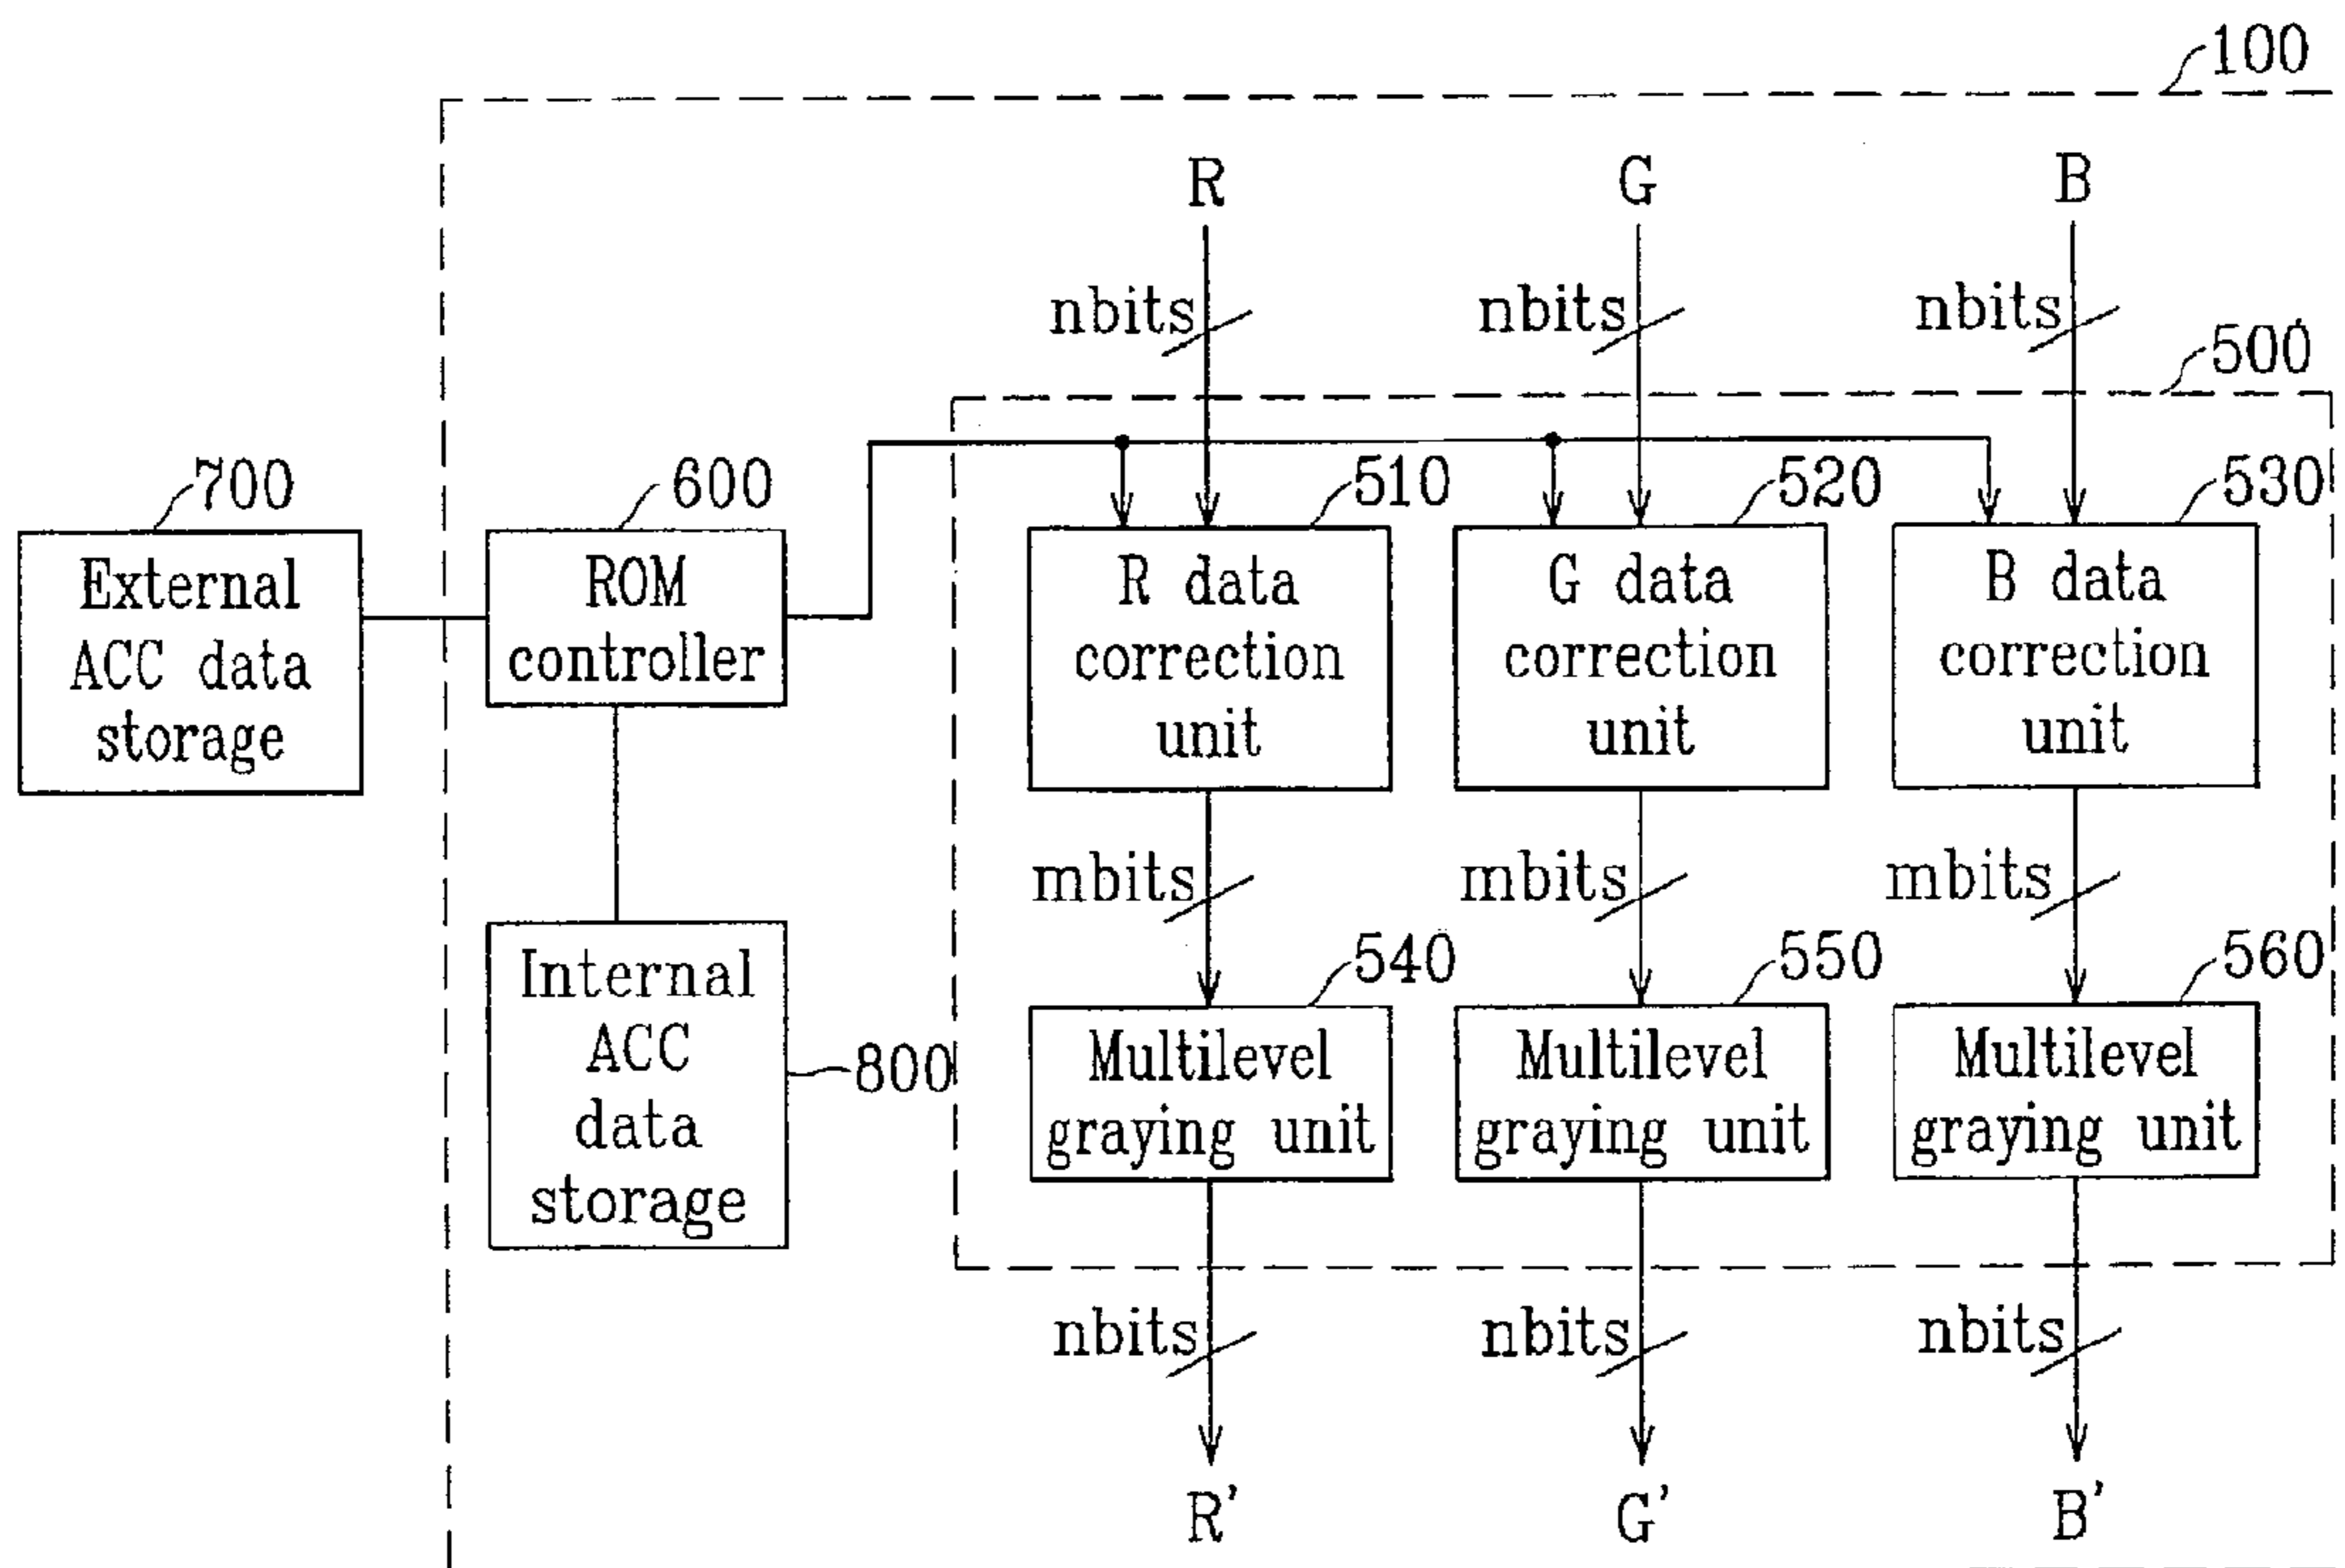 100
R G B
nbits nbits nbits
500
700 600 510 520 530
External
ACC data
storage
ROM
controller
R data
correction
unit
G data
correction
unit
B data
correction
unit
mbits mbits mbits
540 550 560
Internal
ACC
data
storage
800
Multilevel
graying unit
Multilevel
graying unit
Multilevel
graying unit
nbits nbits nbits
R' G' B'